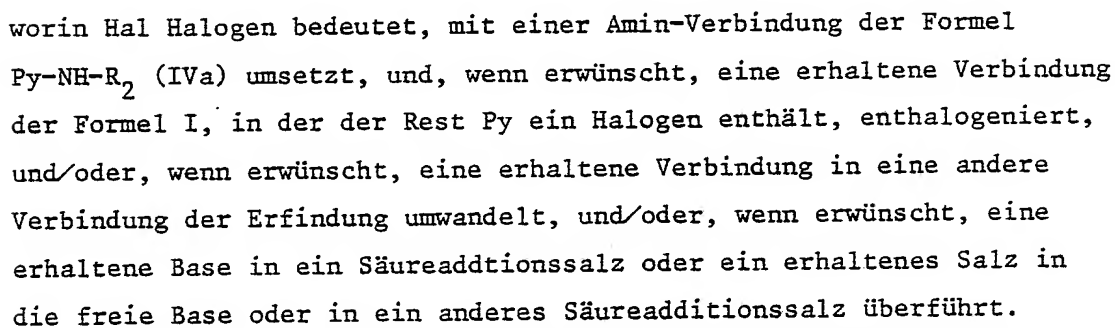 worin Hal Halogen bedeutet, mit einer Amin-Verbindung der Formel
Py-NH-R₂ (IVa) umsetzt, und, wenn erwünscht, eine erhaltene Verbindung
der Formel I, in der der Rest Py ein Halogen enthält, enthalogeniert,
und/oder, wenn erwünscht, eine erhaltene Verbindung in eine andere
Verbindung der Erfindung umwandelt, und/oder, wenn erwünscht, eine
erhaltene Base in ein Säureaddtionssalz oder ein erhaltenes Salz in
die freie Base oder in ein anderes Säureadditionssalz überführt.